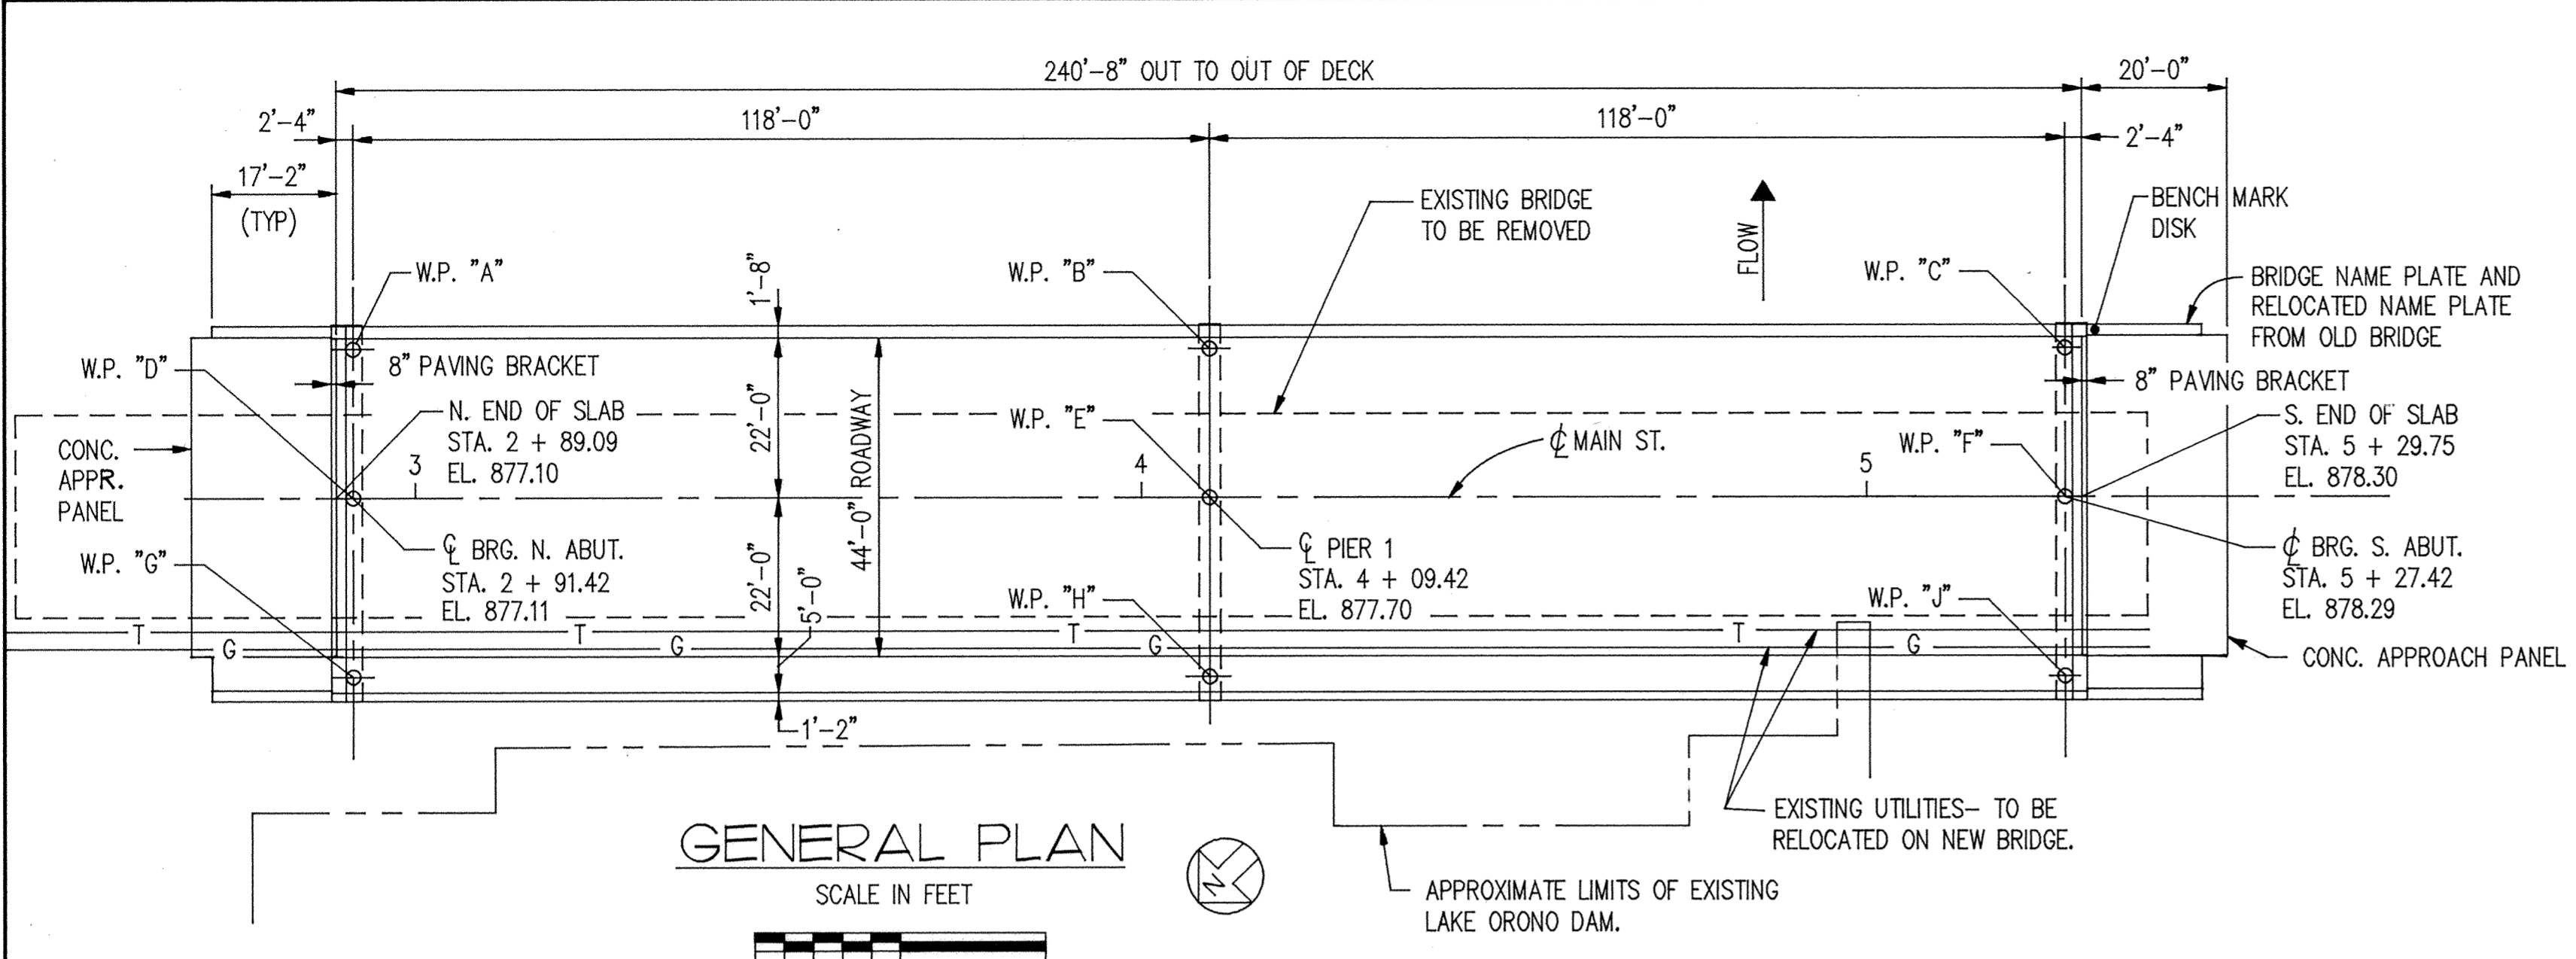 240'-8" OUT TO OUT OF DECK
20'-0"
2'-4"
118'-0"
118'-0"
2'-4"
17'-2"
(TYP)
EXISTING BRIDGE
TO BE REMOVED
FLOW
BENCH MARK
DISK
W.P. "A"
1'-8"
W.P. "B"
W.P. "C"
BRIDGE NAME PLATE AND
RELOCATED NAME PLATE
FROM OLD BRIDGE
W.P. "D"
8" PAVING BRACKET
8" PAVING BRACKET
N. END OF SLAB
STA. 2 + 89.09
EL. 877.10
22'-0"
44'-0" ROADWAY
W.P. "E"
℄ MAIN ST.
W.P. "F"
S. END OF SLAB
STA. 5 + 29.75
EL. 878.30
CONC.
APPR.
PANEL
3
4
5
W.P. "G"
℄ BRG. N. ABUT.
STA. 2 + 91.42
EL. 877.11
22'-0"
5'-0"
℄ PIER 1
STA. 4 + 09.42
EL. 877.70
W.P. "H"
W.P. "J"
℄ BRG. S. ABUT.
STA. 5 + 27.42
EL. 878.29
T
T
T
T
G
G
G
G
CONC. APPROACH PANEL
1'-2"
EXISTING UTILITIES- TO BE
RELOCATED ON NEW BRIDGE.
GENERAL PLAN
SCALE IN FEET
N
APPROXIMATE LIMITS OF EXISTING
LAKE ORONO DAM.